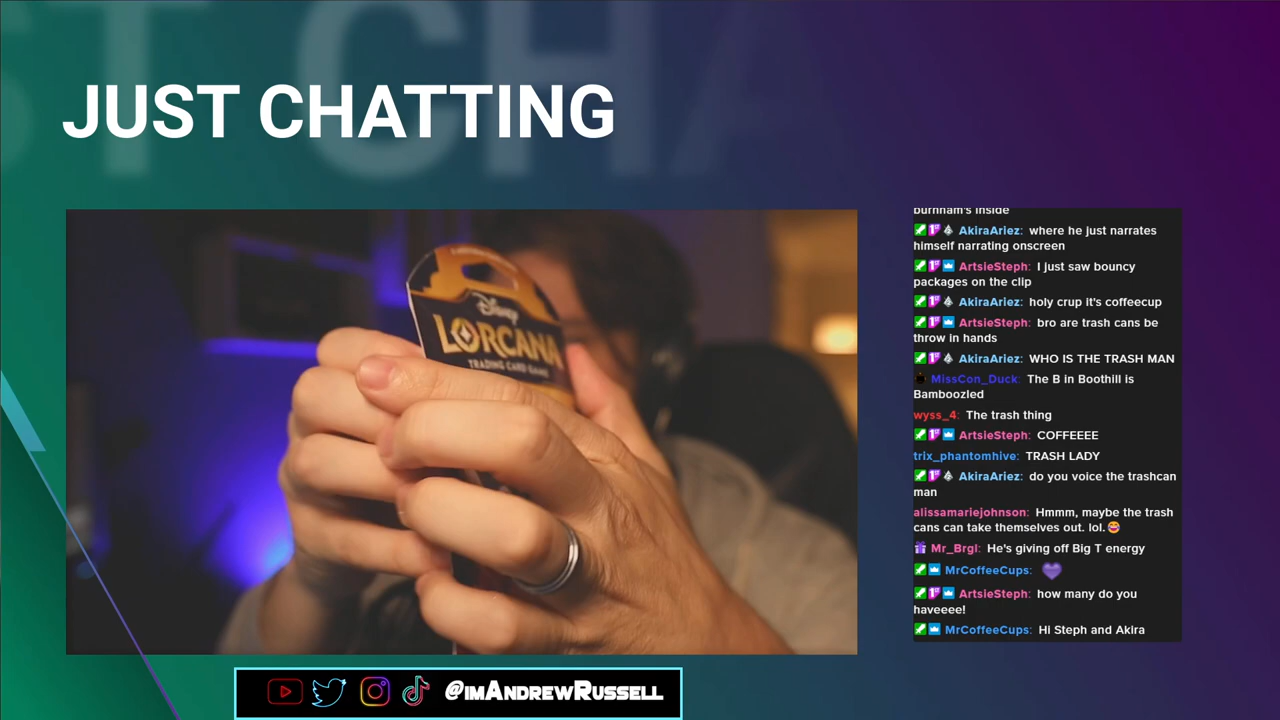 ST CHA
JUST CHATTING
Disney
LORCANA
TRADING CARD GAME
burnham's inside
AkiraAriez: where he just narrates
himself narrating onscreen
ArtsieSteph: I just saw bouncy
packages on the clip
AkiraAriez: holy crup it's coffeecup
ArtsieSteph: bro are trash cans be
throw in hands
AkiraAriez: WHO IS THE TRASH MAN
MissCon_Duck: The B in Boothill is
Bamboozled
wyss_4: The trash thing
ArtsieSteph: COFFEEEE
trix_phantomhive: TRASH LADY
AkiraAriez: do you voice the trashcan
man
alissamariejohnson: Hmmm, maybe the trash
cans can take themselves out. lol.😂
Mr_Brgl: He's giving off Big T energy
MrCoffeeCups: 💜
ArtsieSteph: how many do you
haveeee!
MrCoffeeCups: Hi Steph and Akira
@imAndrewRussell